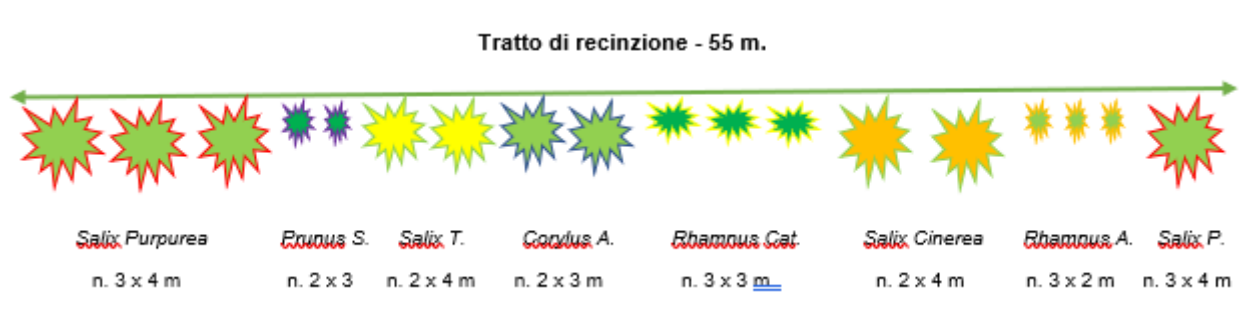 Tratto di recinzione - 55 m.
Salix Purpurea Prunus S. Salix T. Corylus A. Rhamnus Cat. Salix Cinerea Rhamnus A. Salix P.
n. 3 x 4 m n. 2 x 3 n. 2 x 4 m n. 2 x 3 m n. 3 x 3 m n. 2 x 4 m n. 3 x 2 m n. 3 x 4 m